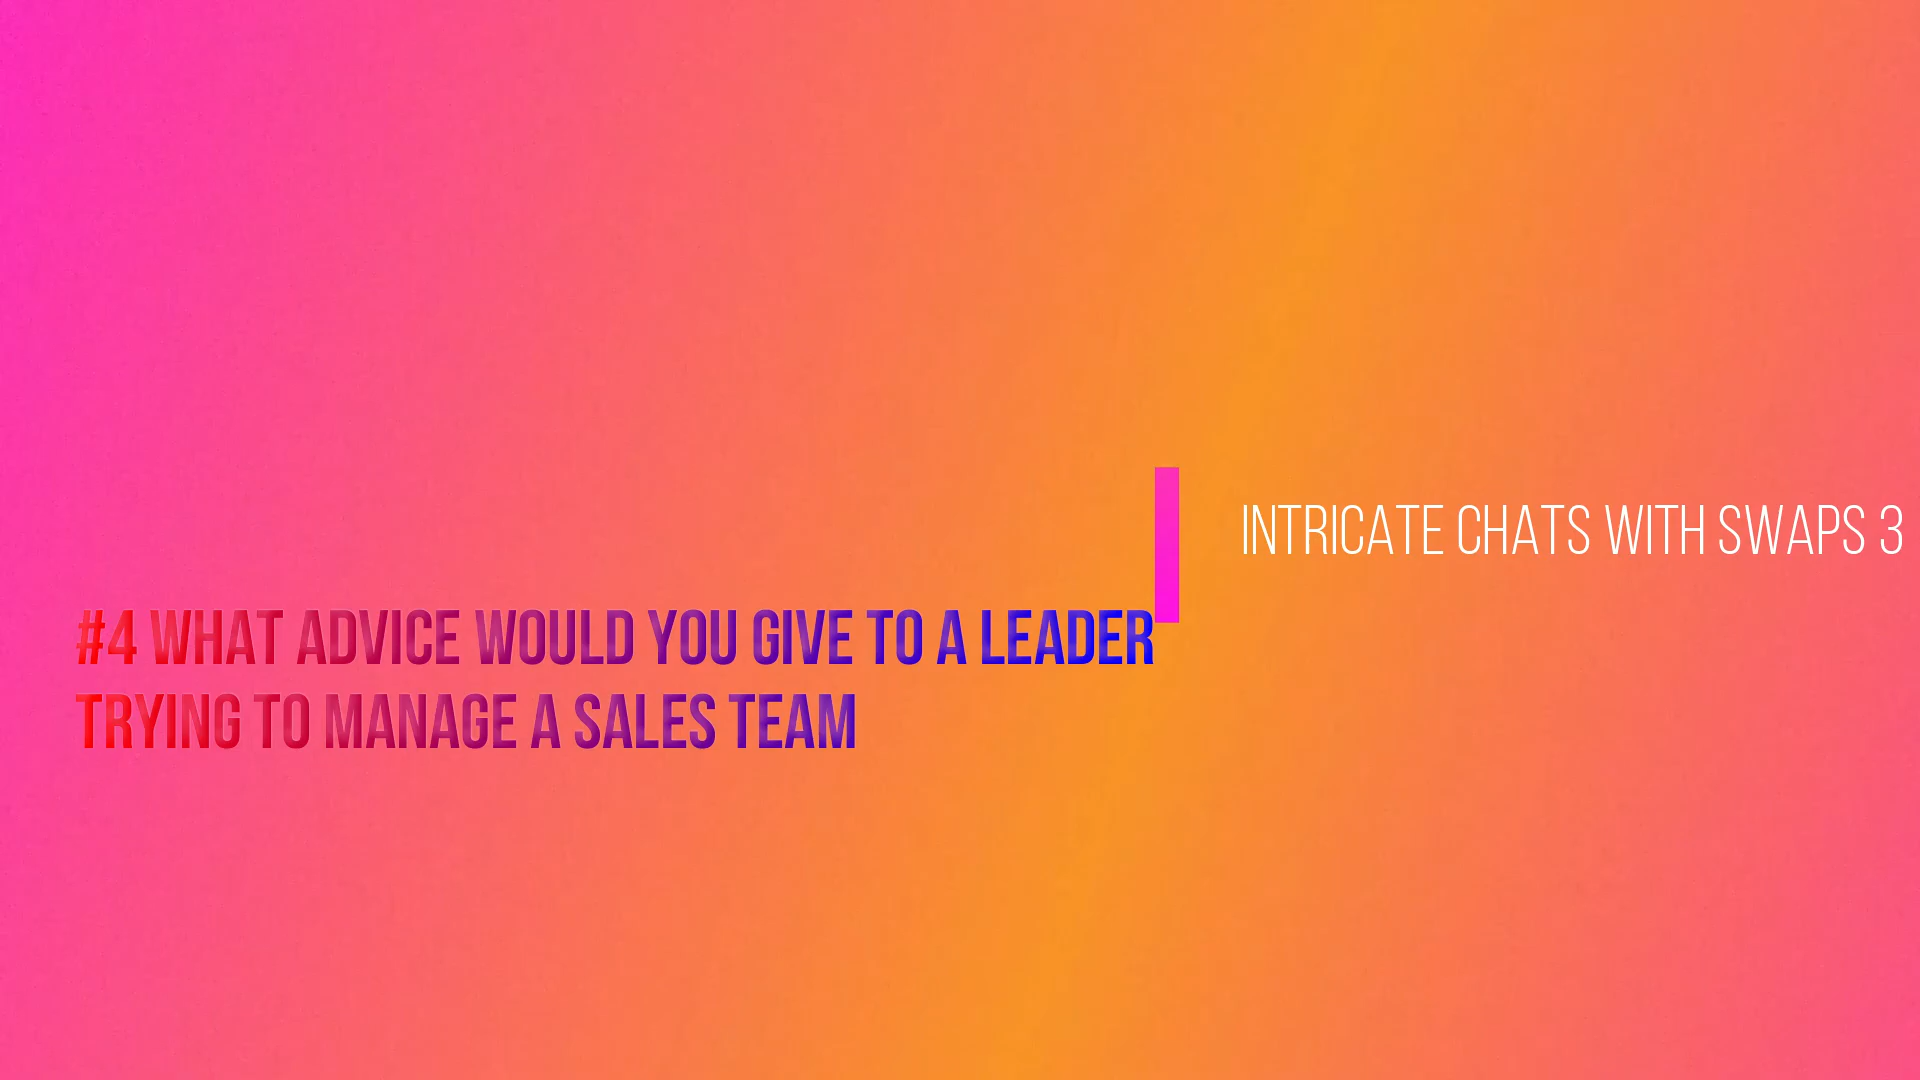 INTRICATE CHATS WITH SWAPS 3
#4 WHAT ADVICE WOULD YOU GIVE TO A LEADER
TRYING TO MANAGE A SALES TEAM